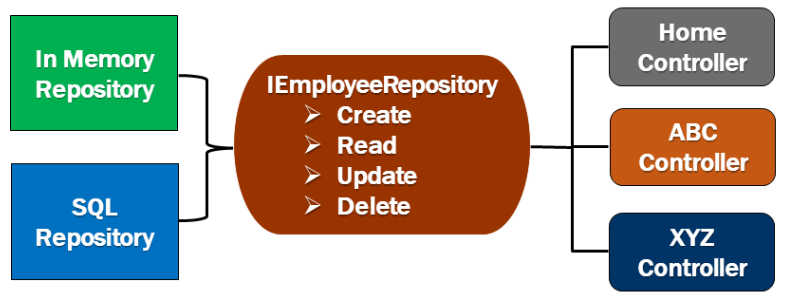 In Memory
Repository
SQL
Repository
IEmployeeRepository
Create
Read
Update
Delete
Home
Controller
ABC
Controller
XYZ
Controller